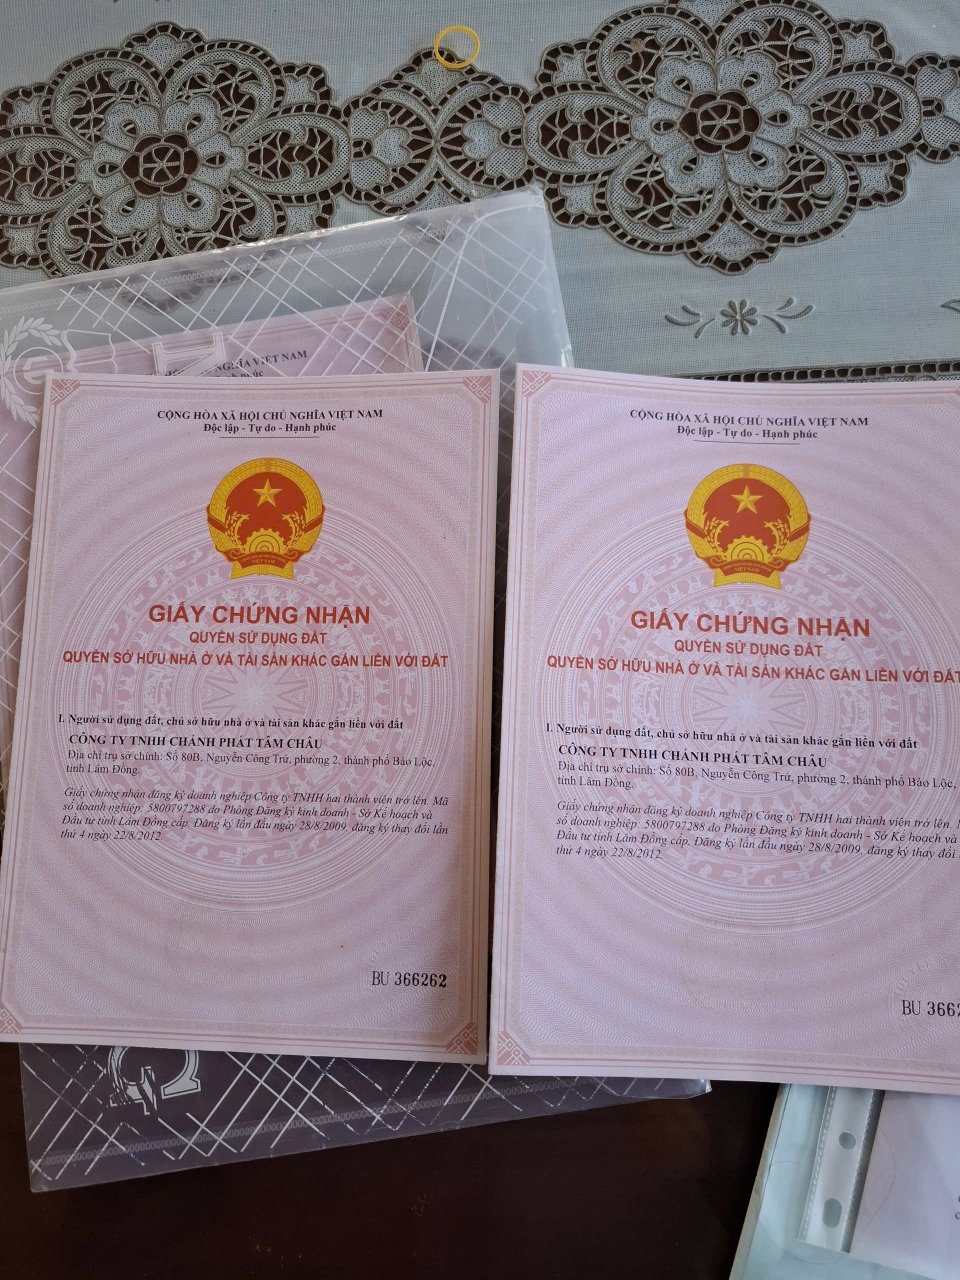 NGHĨA VIỆT NAM
Hạnh phúc
CỘNG HÒA XÃ HỘI CHỦ NGHĨA VIỆT NAM
Độc lập - Tự do - Hạnh phúc
VIỆT NAM
GIẤY CHỨNG NHẬN
QUYỀN SỬ DỤNG ĐẤT
QUYỀN SỞ HỮU NHÀ Ở VÀ TÀI SẢN KHÁC GẮN LIỀN VỚI ĐẤT
I. Người sử dụng đất, chủ sở hữu nhà ở và tài sản khác gắn liền với đất
CÔNG TY TNHH CHÁNH PHÁT TÂM CHÂU
Địa chỉ trụ sở chính: Số 80B, Nguyễn Công Trứ, phường 2, thành phố Bảo Lộc,
tỉnh Lâm Đồng.
Giấy chứng nhận đăng ký doanh nghiệp Công ty TNHH hai thành viên trở lên. Mã
số doanh nghiệp: 5800797288 do Phòng Đăng ký kinh doanh - Sở Kế hoạch và
Đầu tư tỉnh Lâm Đồng cấp. Đăng ký lần đầu ngày 28/8/2009, đăng ký thay đổi lần
thứ 4 ngày 22/8/2012.
BU 366262
CỘNG HÒA XÃ HỘI CHỦ NGHĨA VIỆT NAM
Độc lập - Tự do - Hạnh phúc
VIỆT NAM
GIẤY CHỨNG NHẬN
QUYỀN SỬ DỤNG ĐẤT
QUYỀN SỞ HỮU NHÀ Ở VÀ TÀI SẢN KHÁC GẮN LIỀN VỚI ĐẤT
I. Người sử dụng đất, chủ sở hữu nhà ở và tài sản khác gắn liền với đất
CÔNG TY TNHH CHÁNH PHÁT TÂM CHÂU
Địa chỉ trụ sở chính: Số 80B, Nguyễn Công Trứ, phường 2, thành phố Bảo Lộc,
tỉnh Lâm Đồng.
Giấy chứng nhận đăng ký doanh nghiệp Công ty TNHH hai thành viên trở lên.
số doanh nghiệp: 5800797288 do Phòng Đăng ký kinh doanh - Sở Kế hoạch và
Đầu tư tỉnh Lâm Đồng cấp. Đăng ký lần đầu ngày 28/8/2009, đăng ký thay đổi
thứ 4 ngày 22/8/2012.
BU 3662